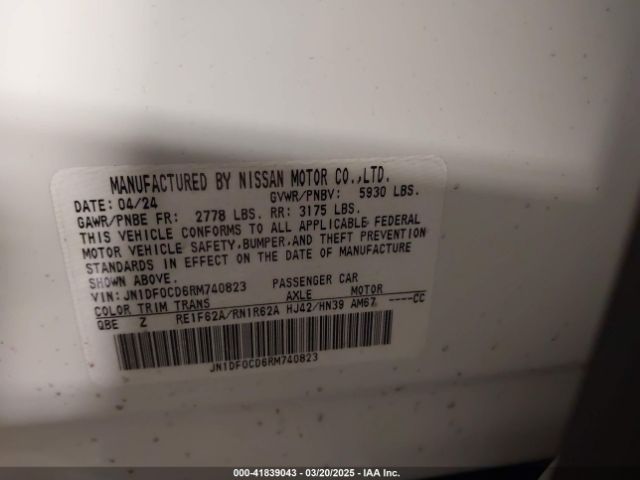 MANUFACTURED BY NISSAN MOTOR CO.,LTD.
DATE: 04/24 GVWR/PNBV: 5930 LBS.
GAWR/PNBE FR: 2778 LBS. RR: 3175 LBS.
THIS VEHICLE CONFORMS TO ALL APPLICABLE FEDERAL
MOTOR VEHICLE SAFETY,BUMPER,AND THEFT PREVENTION
STANDARDS IN EFFECT ON THE DATE OF MANUFACTURE
SHOWN ABOVE.
VIN: JN1DF0CD6RM740823 PASSENGER CAR
COLOR TRIM TRANS AXLE MOTOR
QBE Z RE1F62A/RN1R62A HJ42/HN39 AM67 ----CC
JN1DF0CD6RM740823
000-41839043 | 03/20/2025 | IAA Inc.